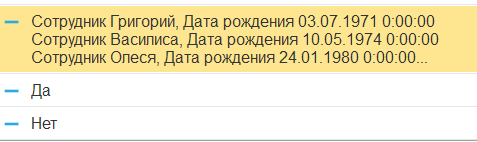 Сотрудник Григорий, Дата рождения 03.07.1971 0:00:00
Сотрудник Василиса, Дата рождения 10.05.1974 0:00:00
Сотрудник Олеся, Дата рождения 24.01.1980 0:00:00...
Да
Нет